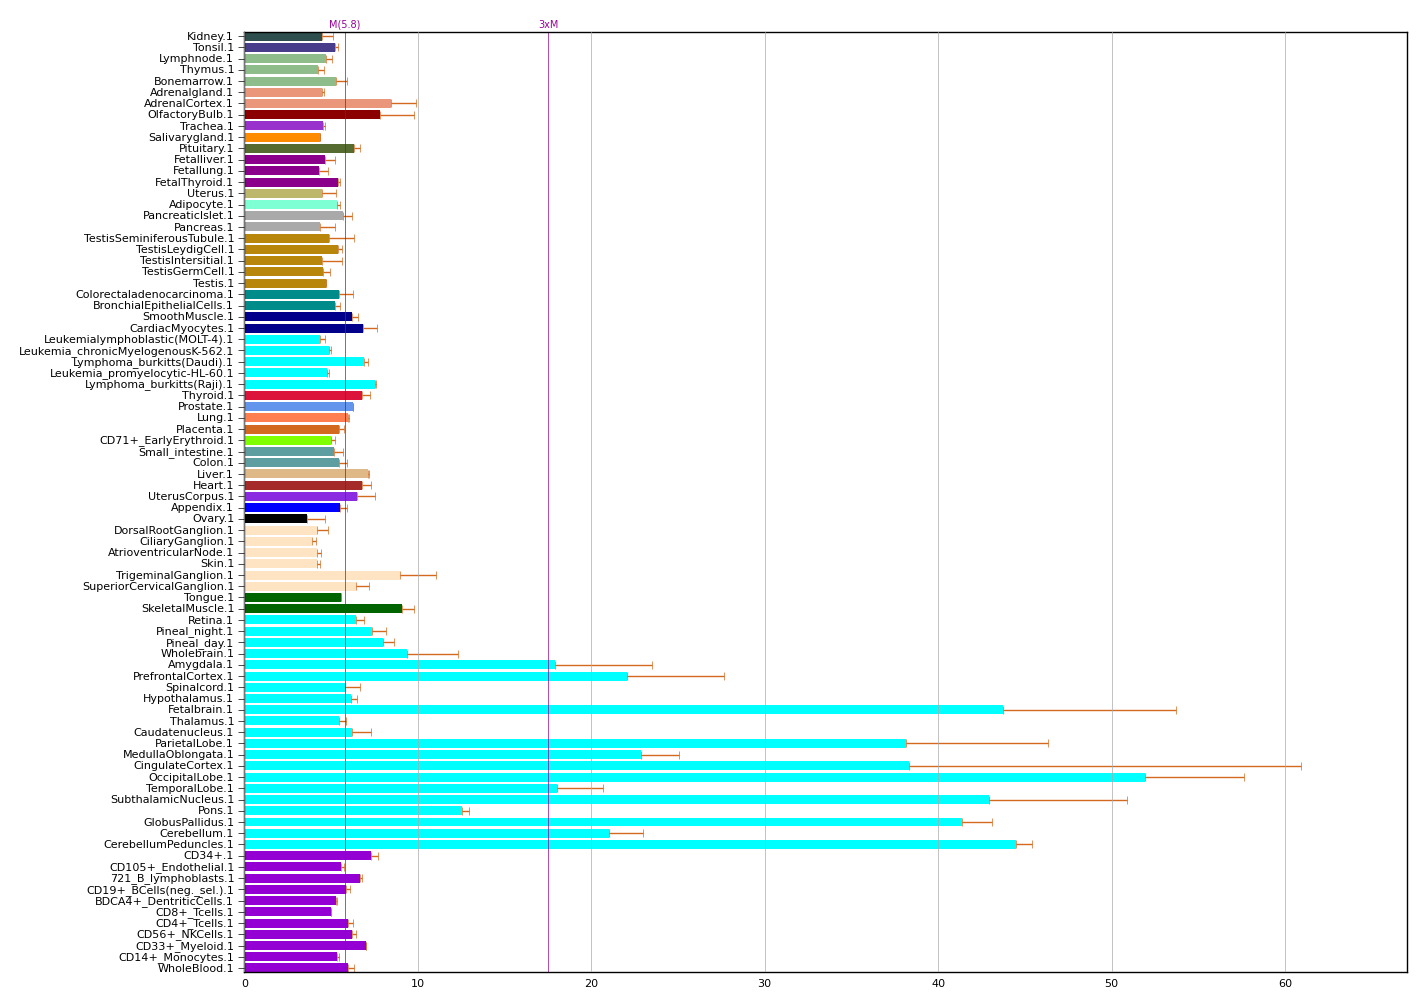 M(5.8) 3xM
Kidney.1
Tonsil.1
Lymphnode.1
Thymus.1
Bonemarrow.1
Adrenalgland.1
AdrenalCortex.1
OlfactoryBulb.1
Trachea.1
Salivarygland.1
Pituitary.1
Fetalliver.1
Fetallung.1
FetalThyroid.1
Uterus.1
Adipocyte.1
PancreaticIslet.1
Pancreas.1
TestisSeminiferousTubule.1
TestisLeydigCell.1
TestisIntersitial.1
TestisGermCell.1
Testis.1
Colorectaladenocarcinoma.1
BronchialEpithelialCells.1
SmoothMuscle.1
CardiacMyocytes.1
Leukemialymphoblastic(MOLT-4).1
Leukemia_chronicMyelogenousK-562.1
Lymphoma_burkitts(Daudi).1
Leukemia_promyelocytic-HL-60.1
Lymphoma_burkitts(Raji).1
Thyroid.1
Prostate.1
Lung.1
Placenta.1
CD71+_EarlyErythroid.1
Small_intestine.1
Colon.1
Liver.1
Heart.1
UterusCorpus.1
Appendix.1
Ovary.1
DorsalRootGanglion.1
CiliaryGanglion.1
AtrioventricularNode.1
Skin.1
TrigeminalGanglion.1
SuperiorCervicalGanglion.1
Tongue.1
SkeletalMuscle.1
Retina.1
Pineal_night.1
Pineal_day.1
Wholebrain.1
Amygdala.1
PrefrontalCortex.1
Spinalcord.1
Hypothalamus.1
Fetalbrain.1
Thalamus.1
Caudatenucleus.1
ParietalLobe.1
MedullaOblongata.1
CingulateCortex.1
OccipitalLobe.1
TemporalLobe.1
SubthalamicNucleus.1
Pons.1
GlobusPallidus.1
Cerebellum.1
CerebellumPeduncles.1
CD34+.1
CD105+_Endothelial.1
721_B_lymphoblasts.1
CD19+_BCells(neg._sel.).1
BDCA4+_DentriticCells.1
CD8+_Tcells.1
CD4+_Tcells.1
CD56+_NKCells.1
CD33+_Myeloid.1
CD14+_Monocytes.1
WholeBlood.1
0 10 20 30 40 50 60